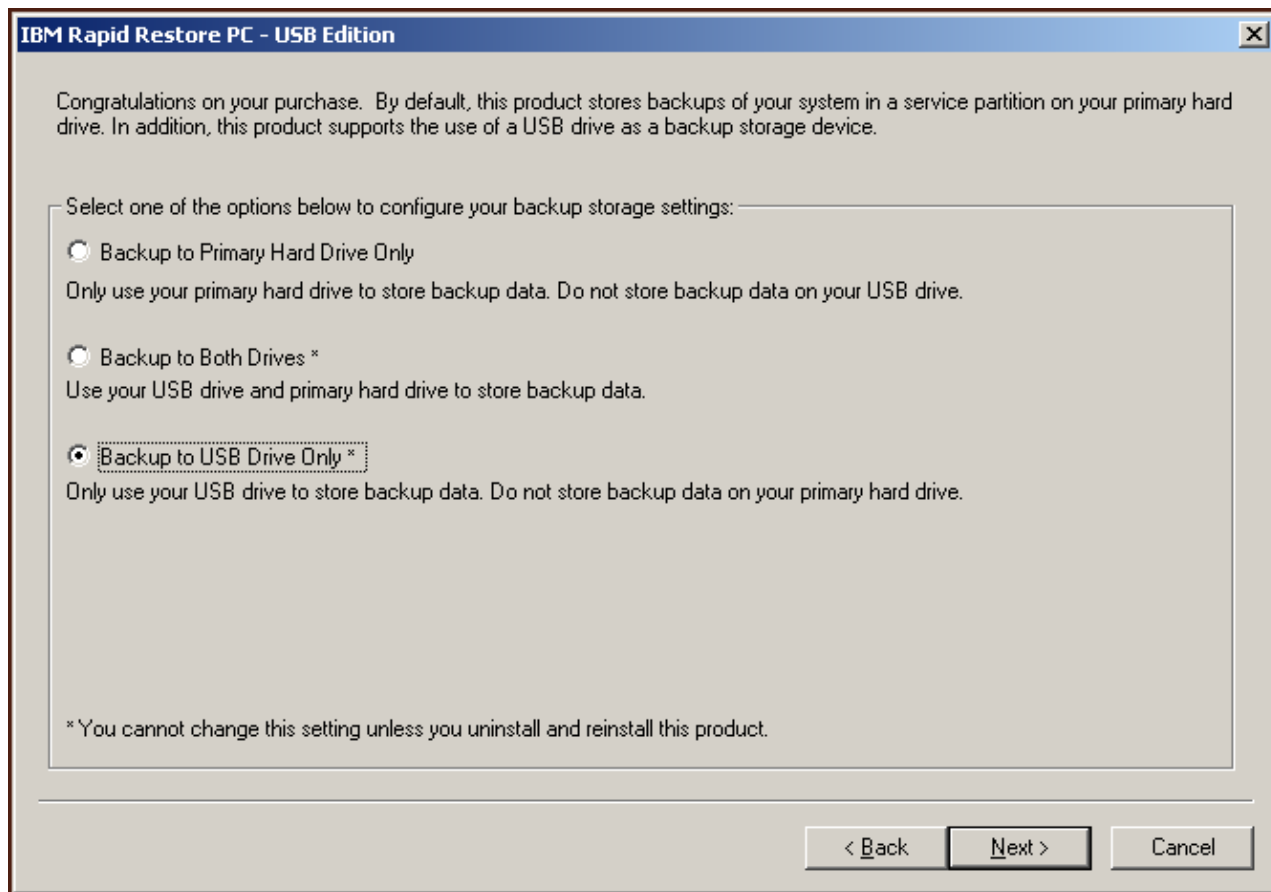 IBM Rapid Restore PC - USB Edition
Congratulations on your purchase. By default, this product stores backups of your system in a service partition on your primary hard
drive. In addition, this product supports the use of a USB drive as a backup storage device.
Select one of the options below to configure your backup storage settings:
Backup to Primary Hard Drive Only
Only use your primary hard drive to store backup data. Do not store backup data on your USB drive.
Backup to Both Drives *
Use your USB drive and primary hard drive to store backup data.
Backup to USB Drive Only *
Only use your USB drive to store backup data. Do not store backup data on your primary hard drive.
* You cannot change this setting unless you uninstall and reinstall this product.
< Back Next > Cancel